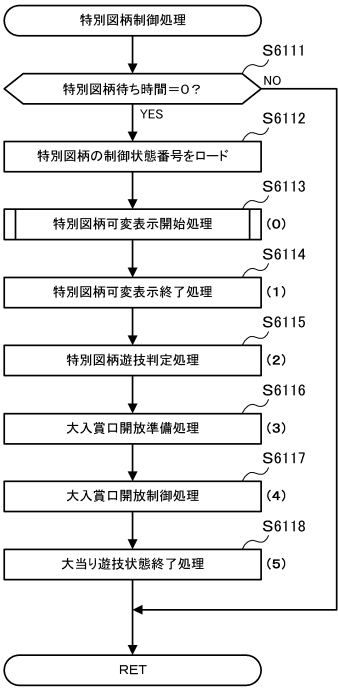 特別図柄制御処理
S6111
特別図柄待ち時間=0?
NO
YES
S6112
特別図柄の制御状態番号をロード
S6113
特別図柄可変表示開始処理
(0)
S6114
特別図柄可変表示終了処理
(1)
S6115
特別図柄遊技判定処理
(2)
S6116
大入賞口開放準備処理
(3)
S6117
大入賞口開放制御処理
(4)
S6118
大当り遊技状態終了処理
(5)
RET